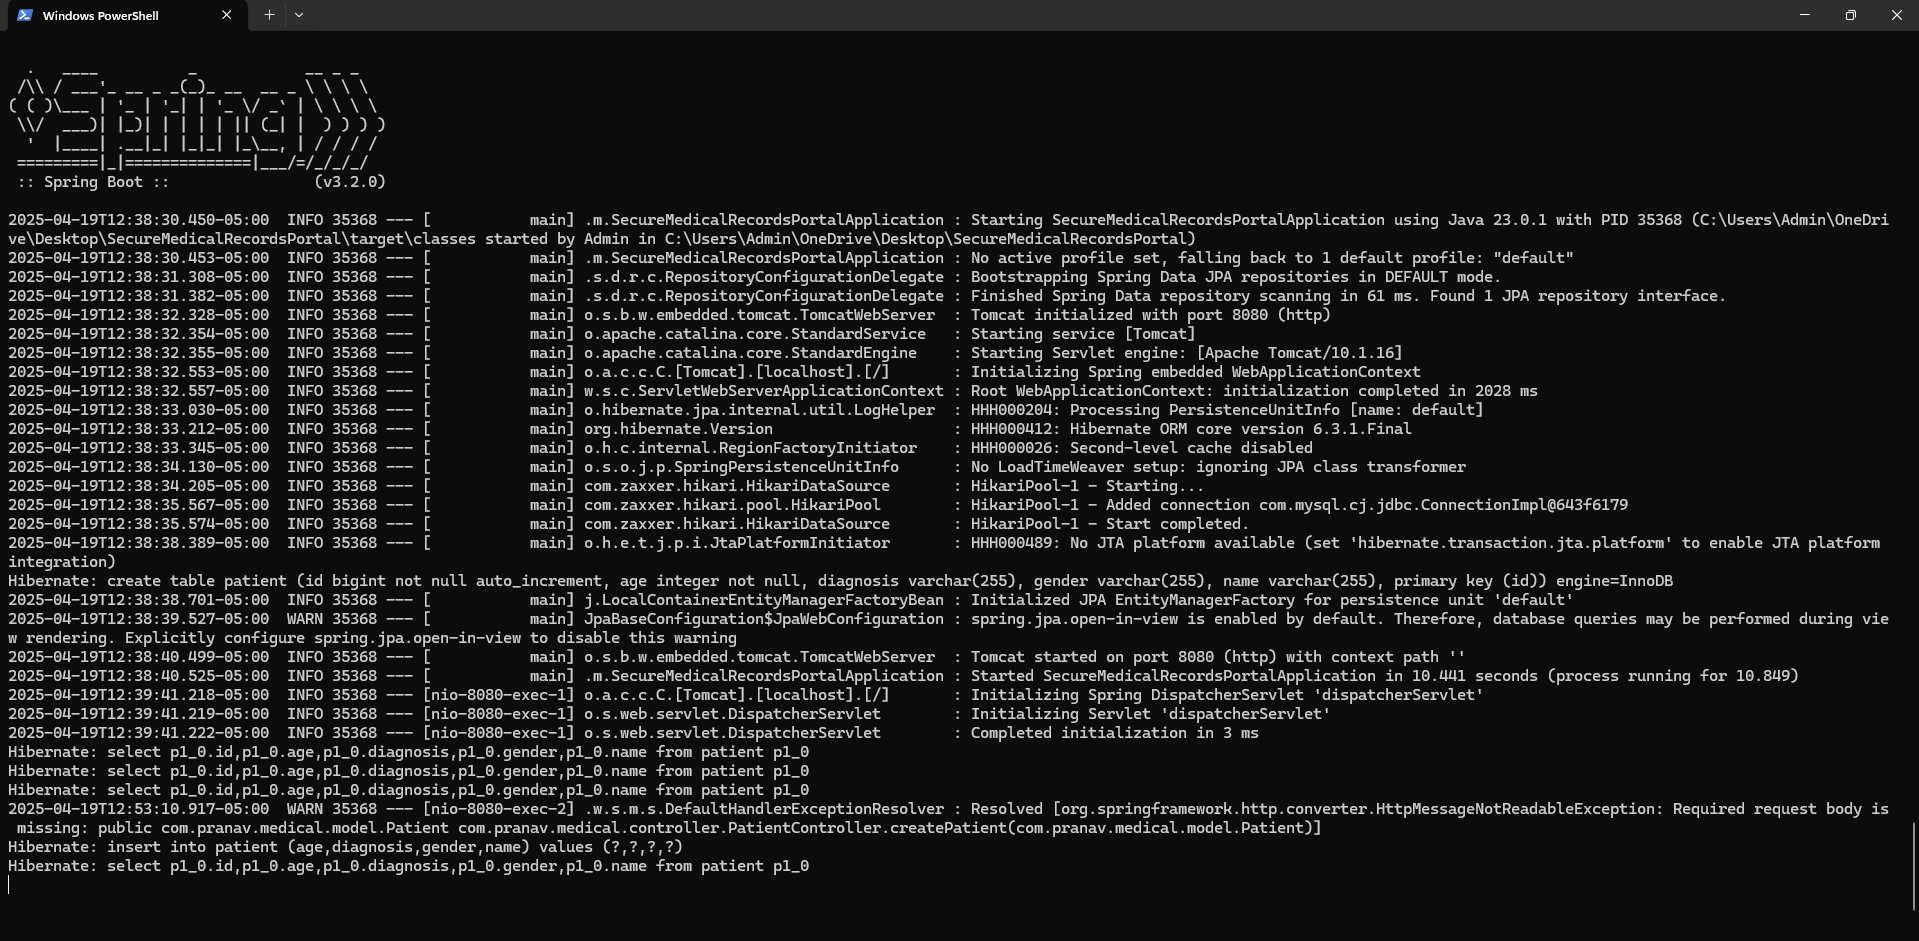 Windows PowerShell
  .   ____          _            __ _ _
 /\\ / ___'_ __ _ _(_)_ __  __ _ \ \ \ \
( ( )\___ | '_ | '_| | '_ \/ _` | \ \ \ \
 \\/  ___)| |_)| | | | | || (_| |  ) ) ) )
  '  |____| .__|_| |_|_| |_\__, | / / / /
 =========|_|==============|___/=/_/_/_/
 :: Spring Boot ::                (v3.2.0)
2025-04-19T12:38:30.450-05:00  INFO 35368 --- [           main] .m.SecureMedicalRecordsPortalApplication : Starting SecureMedicalRecordsPortalApplication using Java 23.0.1 with PID 35368 (C:\Users\Admin\OneDri
ve\Desktop\SecureMedicalRecordsPortal\target\classes started by Admin in C:\Users\Admin\OneDrive\Desktop\SecureMedicalRecordsPortal)
2025-04-19T12:38:30.453-05:00  INFO 35368 --- [           main] .m.SecureMedicalRecordsPortalApplication : No active profile set, falling back to 1 default profile: "default"
2025-04-19T12:38:31.308-05:00  INFO 35368 --- [           main] .s.d.r.c.RepositoryConfigurationDelegate : Bootstrapping Spring Data JPA repositories in DEFAULT mode.
2025-04-19T12:38:31.382-05:00  INFO 35368 --- [           main] .s.d.r.c.RepositoryConfigurationDelegate : Finished Spring Data repository scanning in 61 ms. Found 1 JPA repository interface.
2025-04-19T12:38:32.328-05:00  INFO 35368 --- [           main] o.s.b.w.embedded.tomcat.TomcatWebServer  : Tomcat initialized with port 8080 (http)
2025-04-19T12:38:32.354-05:00  INFO 35368 --- [           main] o.apache.catalina.core.StandardService   : Starting service [Tomcat]
2025-04-19T12:38:32.355-05:00  INFO 35368 --- [           main] o.apache.catalina.core.StandardEngine    : Starting Servlet engine: [Apache Tomcat/10.1.16]
2025-04-19T12:38:32.553-05:00  INFO 35368 --- [           main] o.a.c.c.C.[Tomcat].[localhost].[/]       : Initializing Spring embedded WebApplicationContext
2025-04-19T12:38:32.557-05:00  INFO 35368 --- [           main] w.s.c.ServletWebServerApplicationContext : Root WebApplicationContext: initialization completed in 2028 ms
2025-04-19T12:38:33.030-05:00  INFO 35368 --- [           main] o.hibernate.jpa.internal.util.LogHelper  : HHH000204: Processing PersistenceUnitInfo [name: default]
2025-04-19T12:38:33.212-05:00  INFO 35368 --- [           main] org.hibernate.Version                    : HHH000412: Hibernate ORM core version 6.3.1.Final
2025-04-19T12:38:33.345-05:00  INFO 35368 --- [           main] o.h.c.internal.RegionFactoryInitiator    : HHH000026: Second-level cache disabled
2025-04-19T12:38:34.130-05:00  INFO 35368 --- [           main] o.s.o.j.p.SpringPersistenceUnitInfo      : No LoadTimeWeaver setup: ignoring JPA class transformer
2025-04-19T12:38:34.205-05:00  INFO 35368 --- [           main] com.zaxxer.hikari.HikariDataSource       : HikariPool-1 - Starting...
2025-04-19T12:38:35.567-05:00  INFO 35368 --- [           main] com.zaxxer.hikari.pool.HikariPool        : HikariPool-1 - Added connection com.mysql.cj.jdbc.ConnectionImpl@643f6179
2025-04-19T12:38:35.574-05:00  INFO 35368 --- [           main] com.zaxxer.hikari.HikariDataSource       : HikariPool-1 - Start completed.
2025-04-19T12:38:38.389-05:00  INFO 35368 --- [           main] o.h.e.t.j.p.i.JtaPlatformInitiator       : HHH000489: No JTA platform available (set 'hibernate.transaction.jta.platform' to enable JTA platform
integration)
Hibernate: create table patient (id bigint not null auto_increment, age integer not null, diagnosis varchar(255), gender varchar(255), name varchar(255), primary key (id)) engine=InnoDB
2025-04-19T12:38:38.701-05:00  INFO 35368 --- [           main] j.LocalContainerEntityManagerFactoryBean : Initialized JPA EntityManagerFactory for persistence unit 'default'
2025-04-19T12:38:39.527-05:00  WARN 35368 --- [           main] JpaBaseConfiguration$JpaWebConfiguration : spring.jpa.open-in-view is enabled by default. Therefore, database queries may be performed during vie
w rendering. Explicitly configure spring.jpa.open-in-view to disable this warning
2025-04-19T12:38:40.499-05:00  INFO 35368 --- [           main] o.s.b.w.embedded.tomcat.TomcatWebServer  : Tomcat started on port 8080 (http) with context path ''
2025-04-19T12:38:40.525-05:00  INFO 35368 --- [           main] .m.SecureMedicalRecordsPortalApplication : Started SecureMedicalRecordsPortalApplication in 10.441 seconds (process running for 10.849)
2025-04-19T12:39:41.218-05:00  INFO 35368 --- [nio-8080-exec-1] o.a.c.c.C.[Tomcat].[localhost].[/]       : Initializing Spring DispatcherServlet 'dispatcherServlet'
2025-04-19T12:39:41.219-05:00  INFO 35368 --- [nio-8080-exec-1] o.s.web.servlet.DispatcherServlet        : Initializing Servlet 'dispatcherServlet'
2025-04-19T12:39:41.222-05:00  INFO 35368 --- [nio-8080-exec-1] o.s.web.servlet.DispatcherServlet        : Completed initialization in 3 ms
Hibernate: select p1_0.id,p1_0.age,p1_0.diagnosis,p1_0.gender,p1_0.name from patient p1_0
Hibernate: select p1_0.id,p1_0.age,p1_0.diagnosis,p1_0.gender,p1_0.name from patient p1_0
Hibernate: select p1_0.id,p1_0.age,p1_0.diagnosis,p1_0.gender,p1_0.name from patient p1_0
2025-04-19T12:53:10.917-05:00  WARN 35368 --- [nio-8080-exec-2] .w.s.m.s.DefaultHandlerExceptionResolver : Resolved [org.springframework.http.converter.HttpMessageNotReadableException: Required request body is
 missing: public com.pranav.medical.model.Patient com.pranav.medical.controller.PatientController.createPatient(com.pranav.medical.model.Patient)]
Hibernate: insert into patient (age,diagnosis,gender,name) values (?,?,?,?)
Hibernate: select p1_0.id,p1_0.age,p1_0.diagnosis,p1_0.gender,p1_0.name from patient p1_0